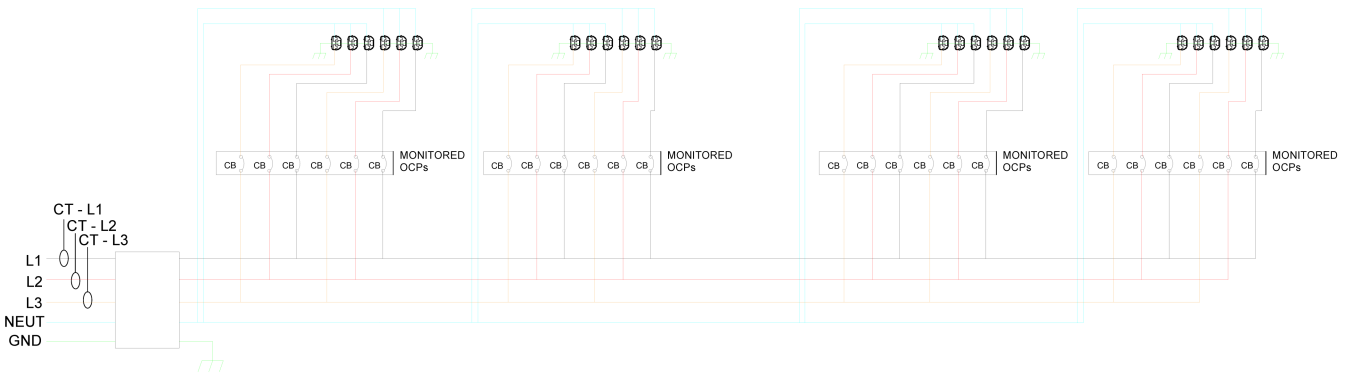 CB CB CB CB CB CB MONITORED
OCPs
CB CB CB CB CB CB MONITORED
OCPs
CB CB CB CB CB CB MONITORED
OCPs
CB CB CB CB CB CB MONITORED
OCPs
CT - L1
CT - L2
CT - L3
L1
L2
L3
NEUT
GND